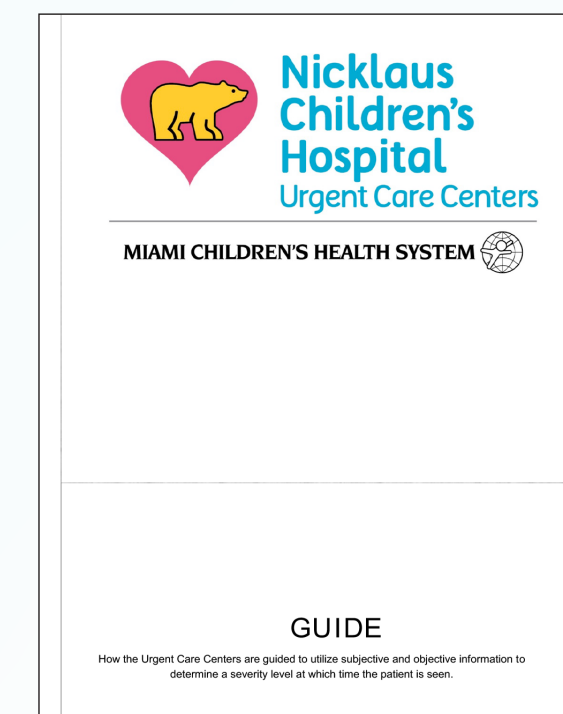 Nicklaus
Children's
Hospital
Urgent Care Centers
MIAMI CHILDREN'S HEALTH SYSTEM
GUIDE
How the Urgent Care Centers are guided to utilize subjective and objective information to
determine a severity level at which time the patient is seen.